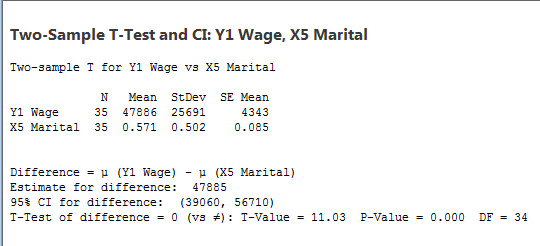 Two-Sample T-Test and CI: Y1 Wage, X5 Marital
Two-sample T for Y1 Wage vs X5 Marital
N Mean StDev SE Mean
Y1 Wage 35 47886 25691 4343
X5 Marital 35 0.571 0.502 0.085
Difference = μ (Y1 Wage) - μ (X5 Marital)
Estimate for difference: 47885
95% CI for difference: (39060, 56710)
T-Test of difference = 0 (vs ≠): T-Value = 11.03 P-Value = 0.000 DF = 34